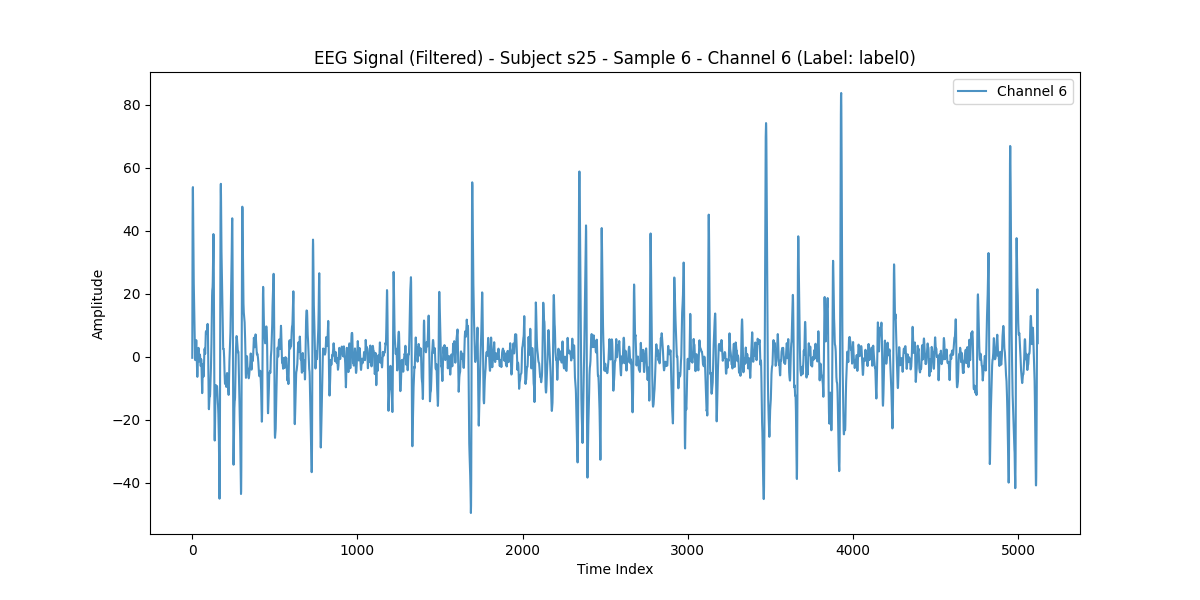 EEG Signal (Filtered) - Subject s25 - Sample 6 - Channel 6 (Label: label0)
Channel 6
80
60
40
20
0
−20
−40
Amplitude
0 1000 2000 3000 4000 5000
Time Index